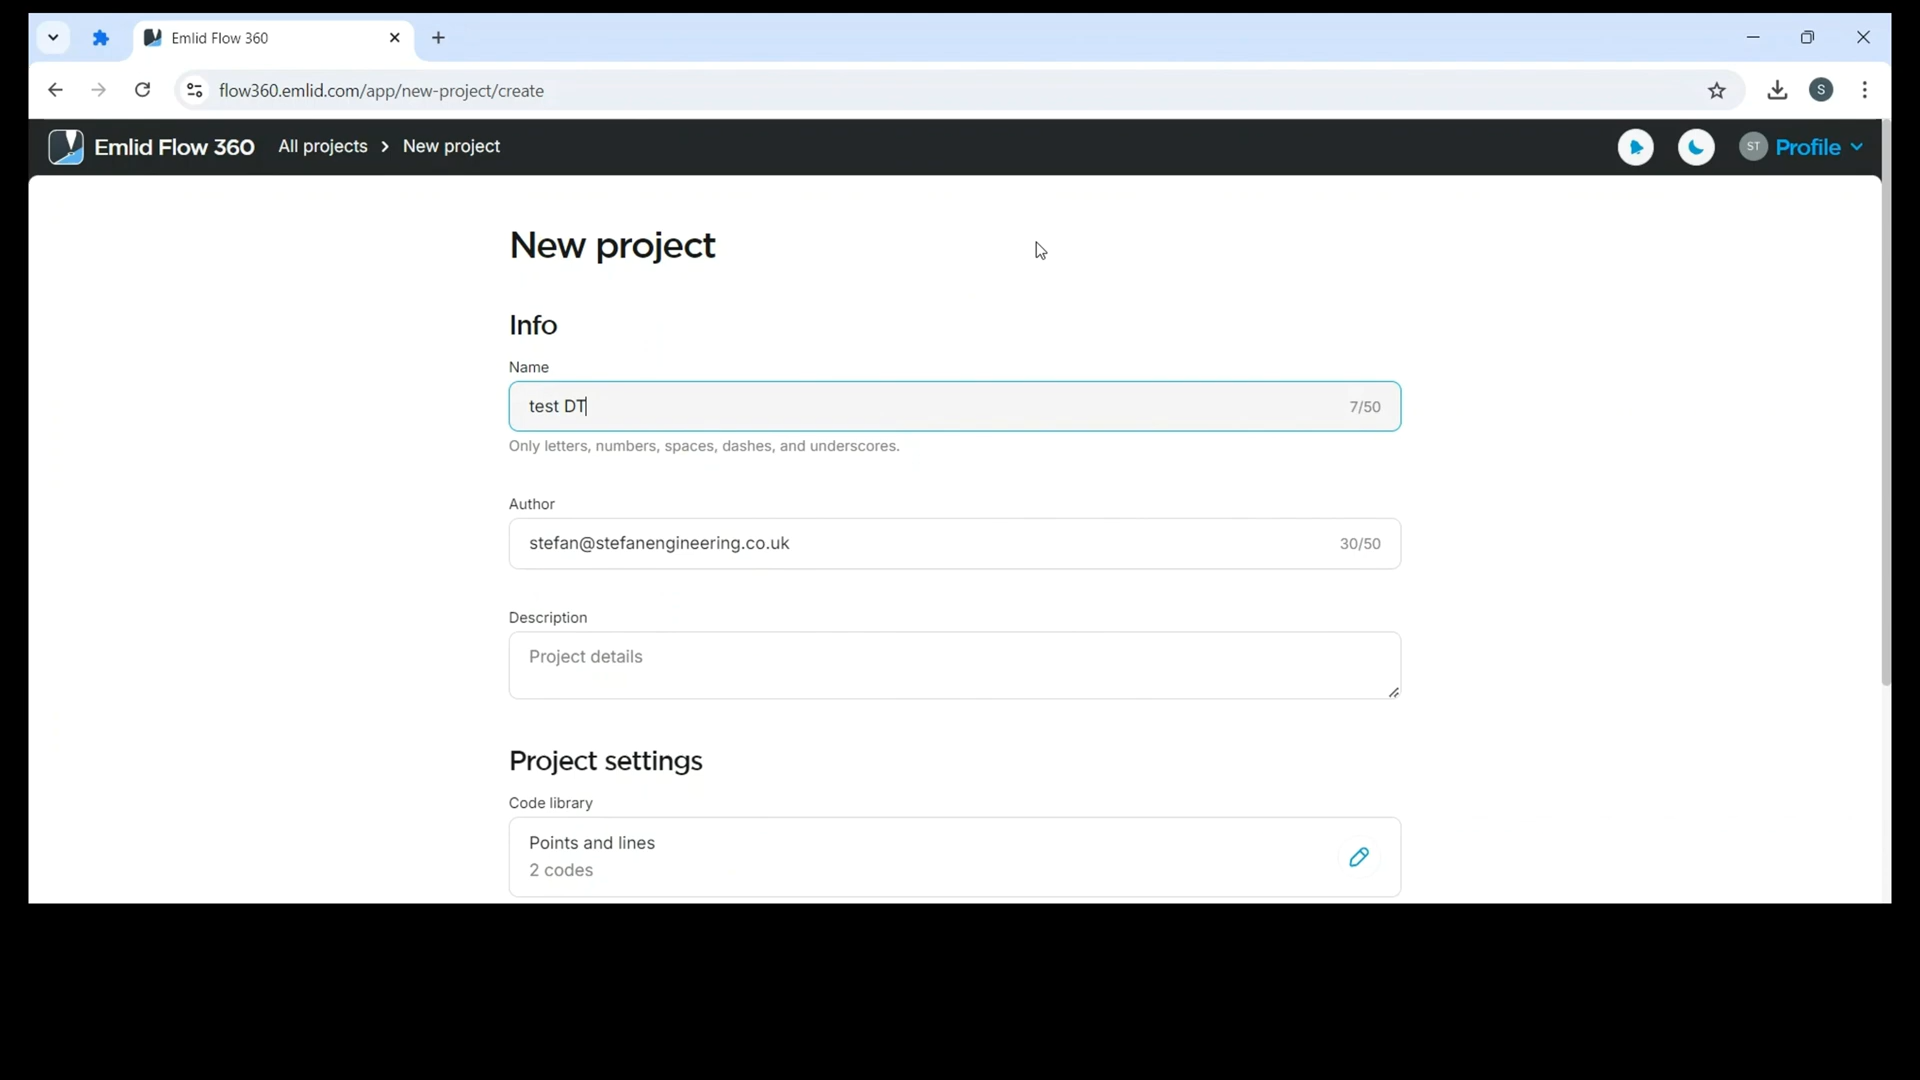 Emlid Flow 360
flow360.emlid.com/app/new-project/create
S
Emlid Flow 360 All projects > New project ST Profile
New project
Info
Name
test DT 7/50
Only letters, numbers, spaces, dashes, and underscores.
Author
stefan@stefanengineering.co.uk 30/50
Description
Project details
Project settings
Code library
Points and lines
2 codes